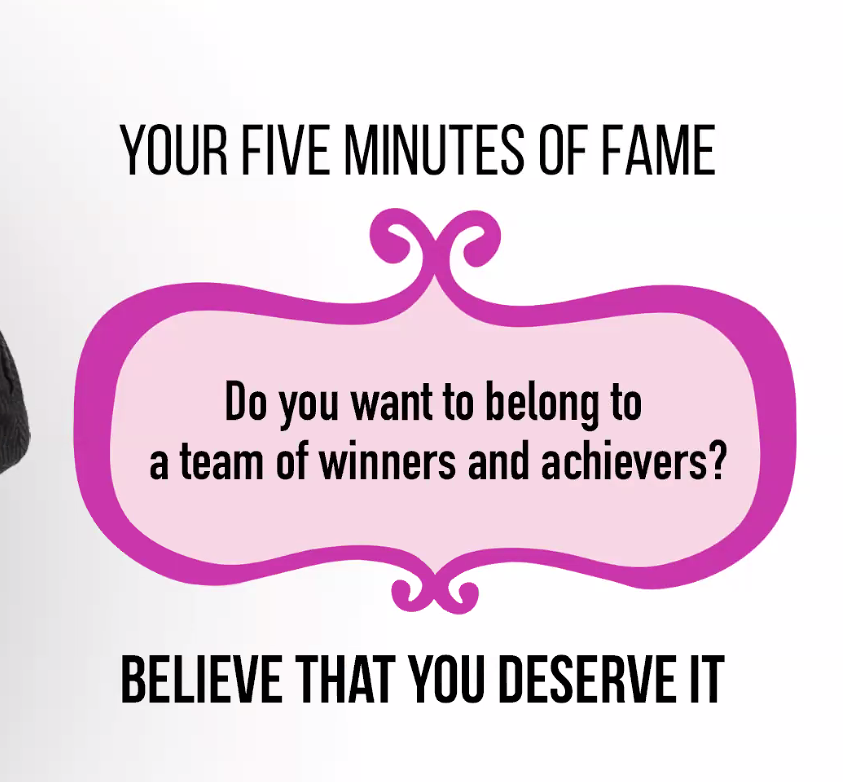 YOUR FIVE MINUTES OF FAME
Do you want to belong to
a team of winners and achievers?
BELIEVE THAT YOU DESERVE IT